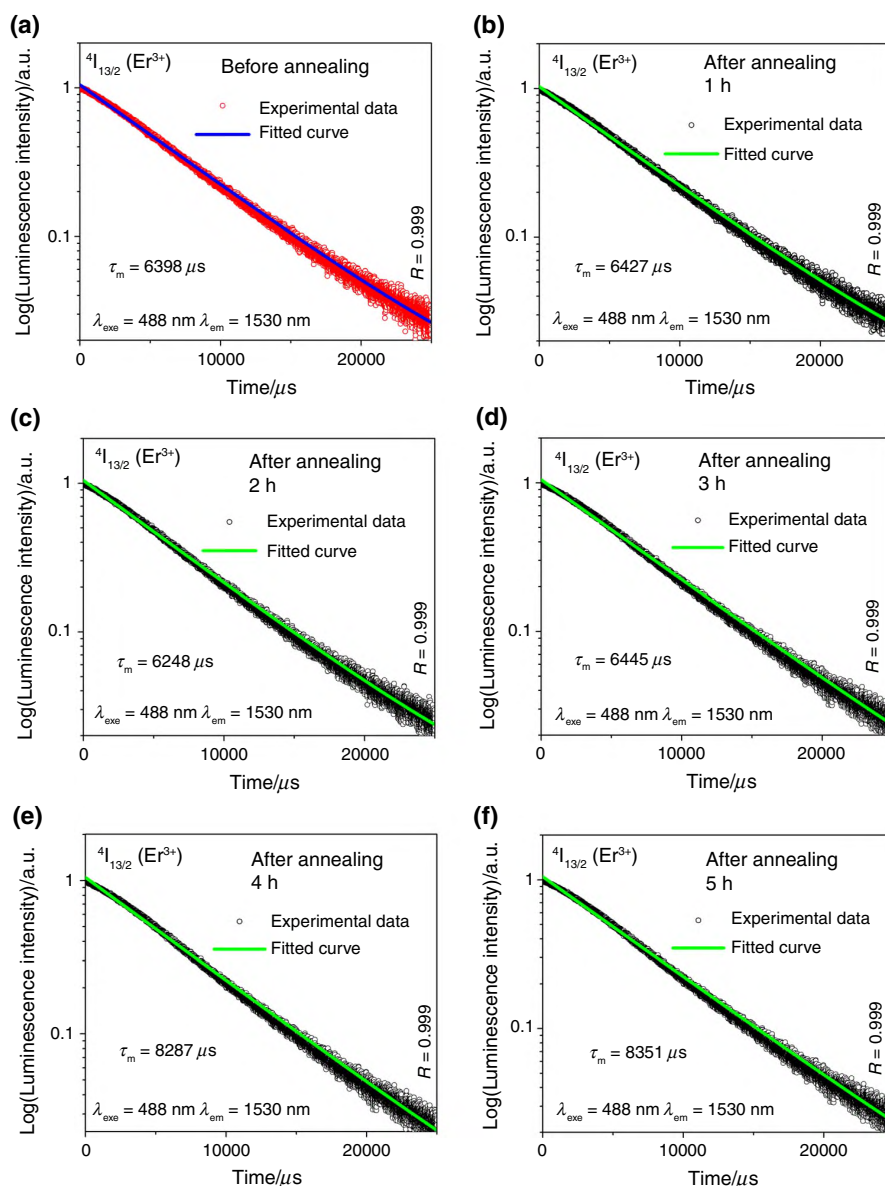 (a)
⁴I₁₃/₂ (Er³⁺)
Before annealing
Experimental data
Fitted curve
τₘ = 6398 μs
λₑₓₑ = 488 nm λₑₘ = 1530 nm
R = 0.999
Log(Luminescence intensity)/a.u.
1
0.1
0
10000
20000
Time/μs
(b)
⁴I₁₃/₂ (Er³⁺)
After annealing
1 h
Experimental data
Fitted curve
τₘ = 6427 μs
λₑₓₑ = 488 nm λₑₘ = 1530 nm
R = 0.999
Log(Luminescence intensity)/a.u.
1
0.1
0
10000
20000
Time/μs
(c)
⁴I₁₃/₂ (Er³⁺)
After annealing
2 h
Experimental data
Fitted curve
τₘ = 6248 μs
λₑₓₑ = 488 nm λₑₘ = 1530 nm
R = 0.999
Log(Luminescence intensity)/a.u.
1
0.1
0
10000
20000
Time/μs
(d)
⁴I₁₃/₂ (Er³⁺)
After annealing
3 h
Experimental data
Fitted curve
τₘ = 6445 μs
λₑₓₑ = 488 nm λₑₘ = 1530 nm
R = 0.999
Log(Luminescence intensity)/a.u.
1
0.1
0
10000
20000
Time/μs
(e)
⁴I₁₃/₂ (Er³⁺)
After annealing
4 h
Experimental data
Fitted curve
τₘ = 8287 μs
λₑₓₑ = 488 nm λₑₘ = 1530 nm
R = 0.999
Log(Luminescence intensity)/a.u.
1
0.1
0
10000
20000
Time/μs
(f)
⁴I₁₃/₂ (Er³⁺)
After annealing
5 h
Experimental data
Fitted curve
τₘ = 8351 μs
λₑₓₑ = 488 nm λₑₘ = 1530 nm
R = 0.999
Log(Luminescence intensity)/a.u.
1
0.1
0
10000
20000
Time/μs